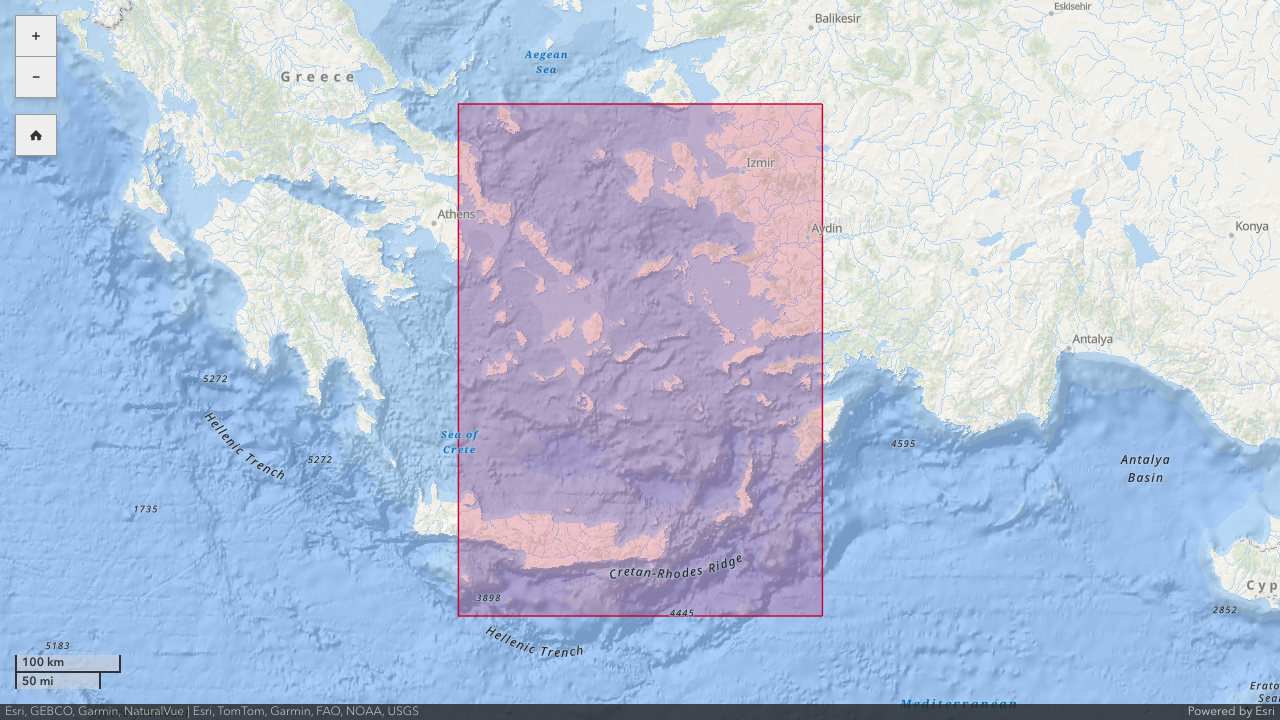 Eskisehir
Balikesir
+
Aegean
Sea
Greece
−
Izmir
Athens
Aydin
Konya
Antalya
5272
Hellenic Trench
Sea of
Crete
4595
5272
Antalya
Basin
1735
Cretan-Rhodes Ridge
Cyp
3898
4445
2852
Hellenic Trench
5183
100 km
50 mi
Erato
Sea
Mediterranean
Esri, GEBCO, Garmin, NaturalVue | Esri, TomTom, Garmin, FAO, NOAA, USGS
Powered by Esri